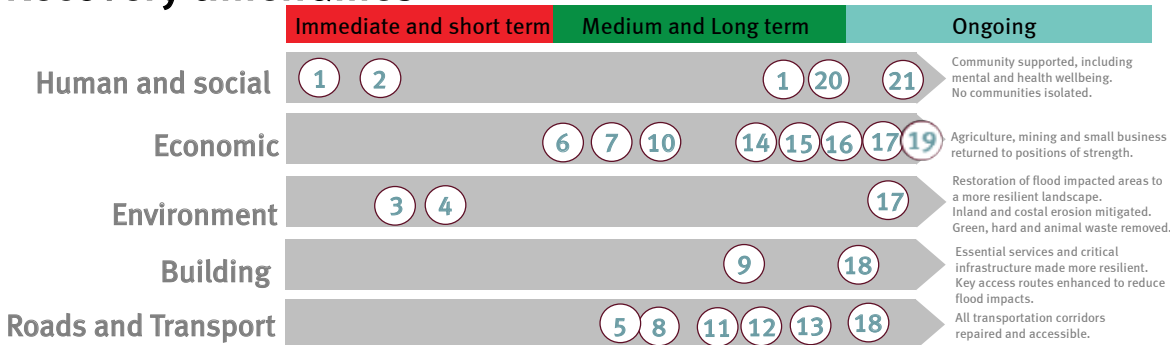 Recovery timeframes
Immediate and short term Medium and Long term Ongoing
Human and social 1 2 1 20 21
Community supported, including
mental and health wellbeing.
No communities isolated.
Economic 6 7 10 14 15 16 17 19
Agriculture, mining and small business
returned to positions of strength.
Environment 3 4 17
Restoration of flood impacted areas to
a more resilient landscape.
Inland and costal erosion mitigated.
Green, hard and animal waste removed.
Building 9 18
Essential services and critical
infrastructure made more resilient.
Key access routes enhanced to reduce
flood impacts.
Roads and Transport 5 8 11 12 13 18
All transportation corridors
repaired and accessible.